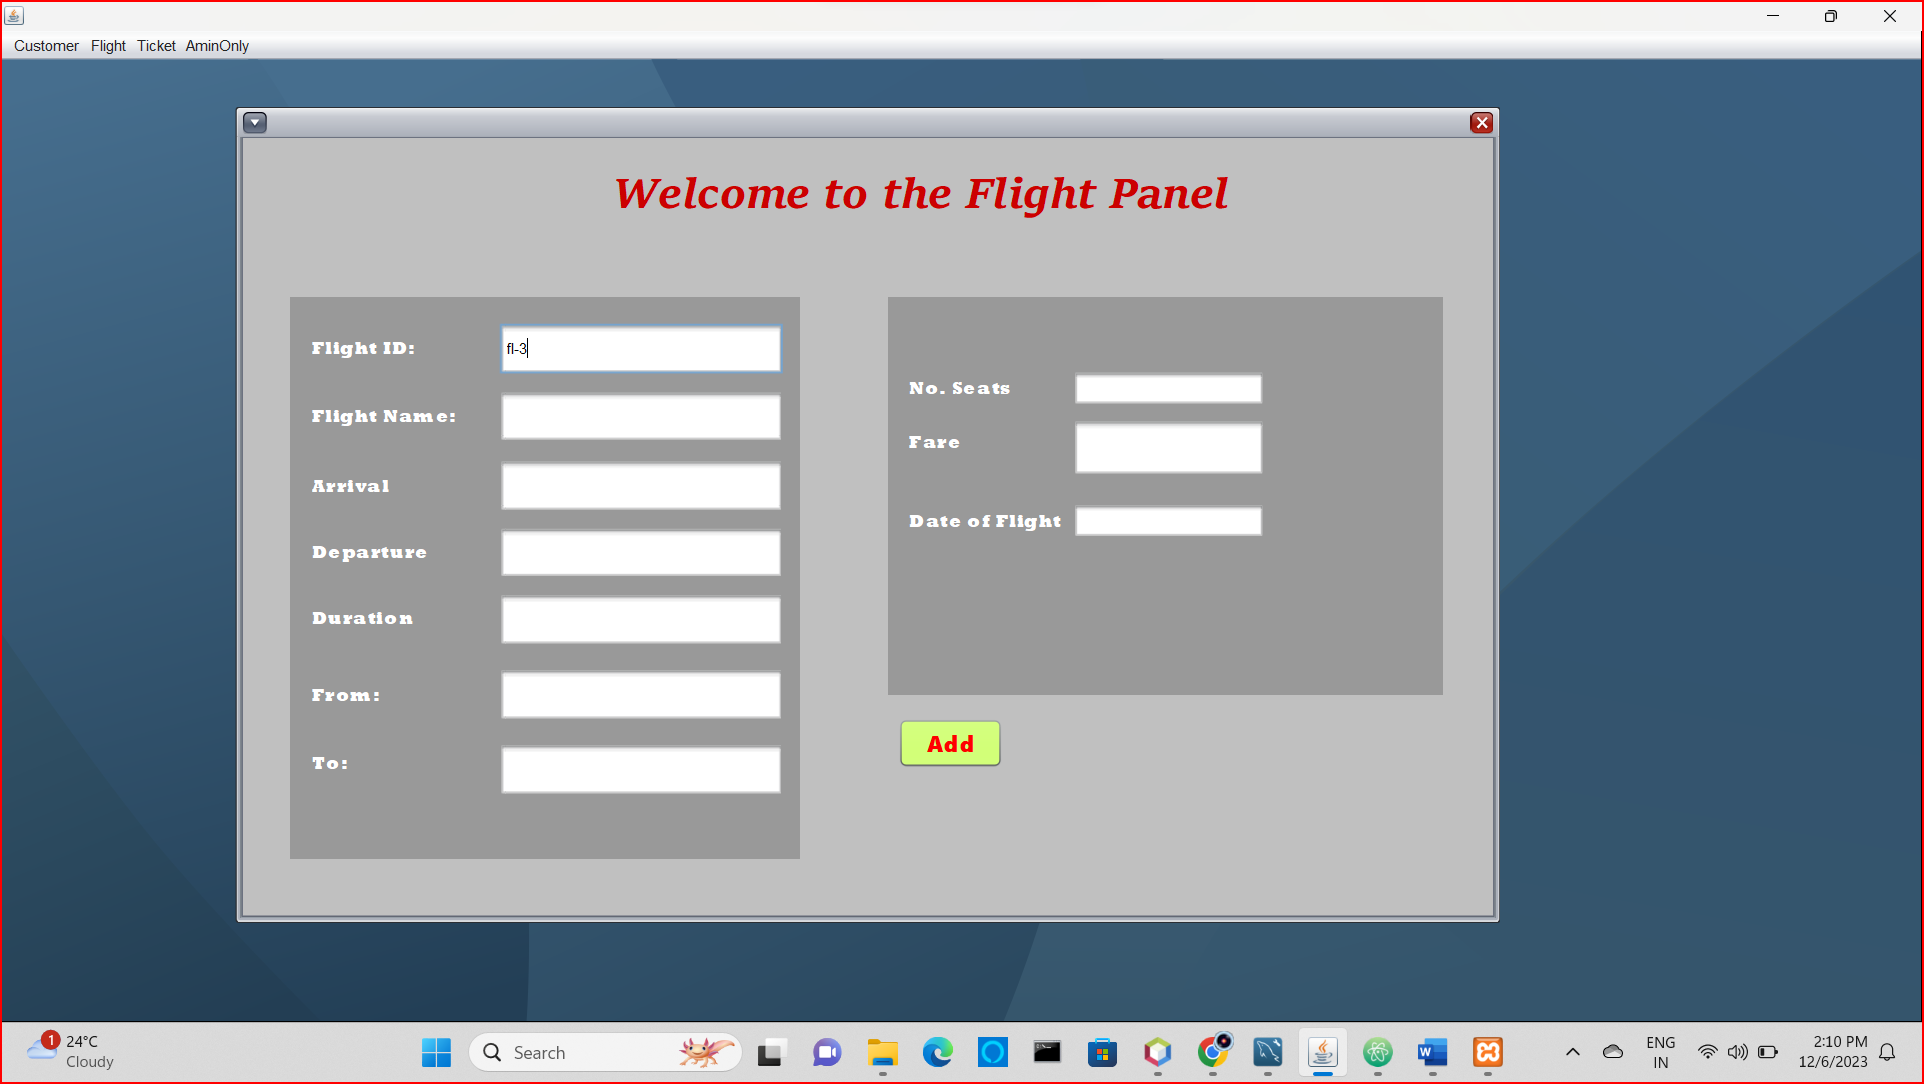 Customer Flight Ticket AminOnly
Welcome to the Flight Panel
Flight ID: fl-3
Flight Name:
Arrival
Departure
Duration
From:
To:
No. Seats
Fare
Date of Flight
Add
1
24°C
Cloudy
Search
W
ENG
IN
2:10 PM
12/6/2023